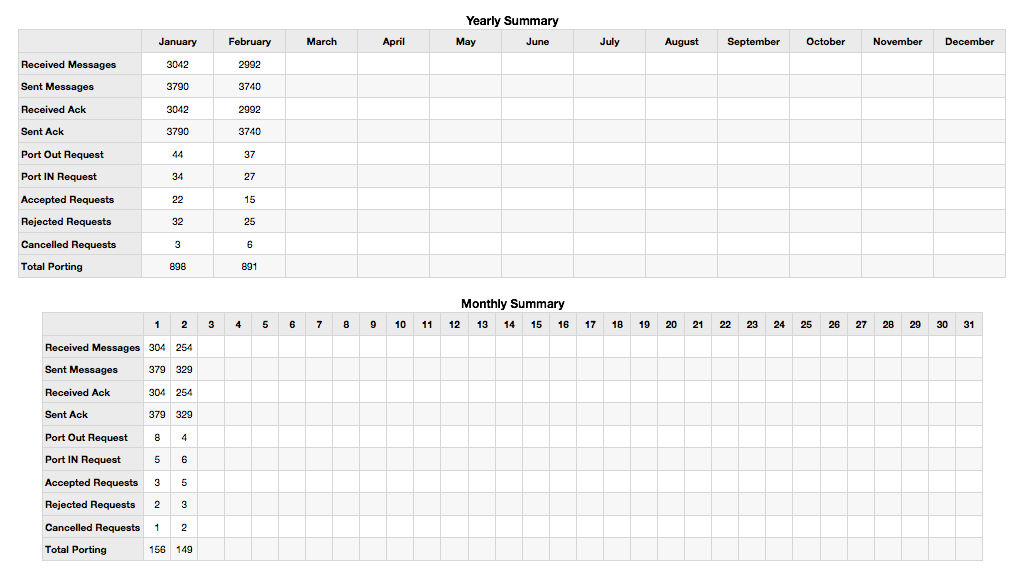 Yearly Summary
January February March April May June July August September October November December
Received Messages 3042 2992
Sent Messages 3790 3740
Received Ack 3042 2992
Sent Ack 3790 3740
Port Out Request 44 37
Port IN Request 34 27
Accepted Requests 22 15
Rejected Requests 32 25
Cancelled Requests 3 6
Total Porting 898 891
Monthly Summary
1 2 3 4 5 6 7 8 9 10 11 12 13 14 15 16 17 18 19 20 21 22 23 24 25 26 27 28 29 30 31
Received Messages 304 254
Sent Messages 379 329
Received Ack 304 254
Sent Ack 379 329
Port Out Request 8 4
Port IN Request 5 6
Accepted Requests 3 5
Rejected Requests 2 3
Cancelled Requests 1 2
Total Porting 156 149